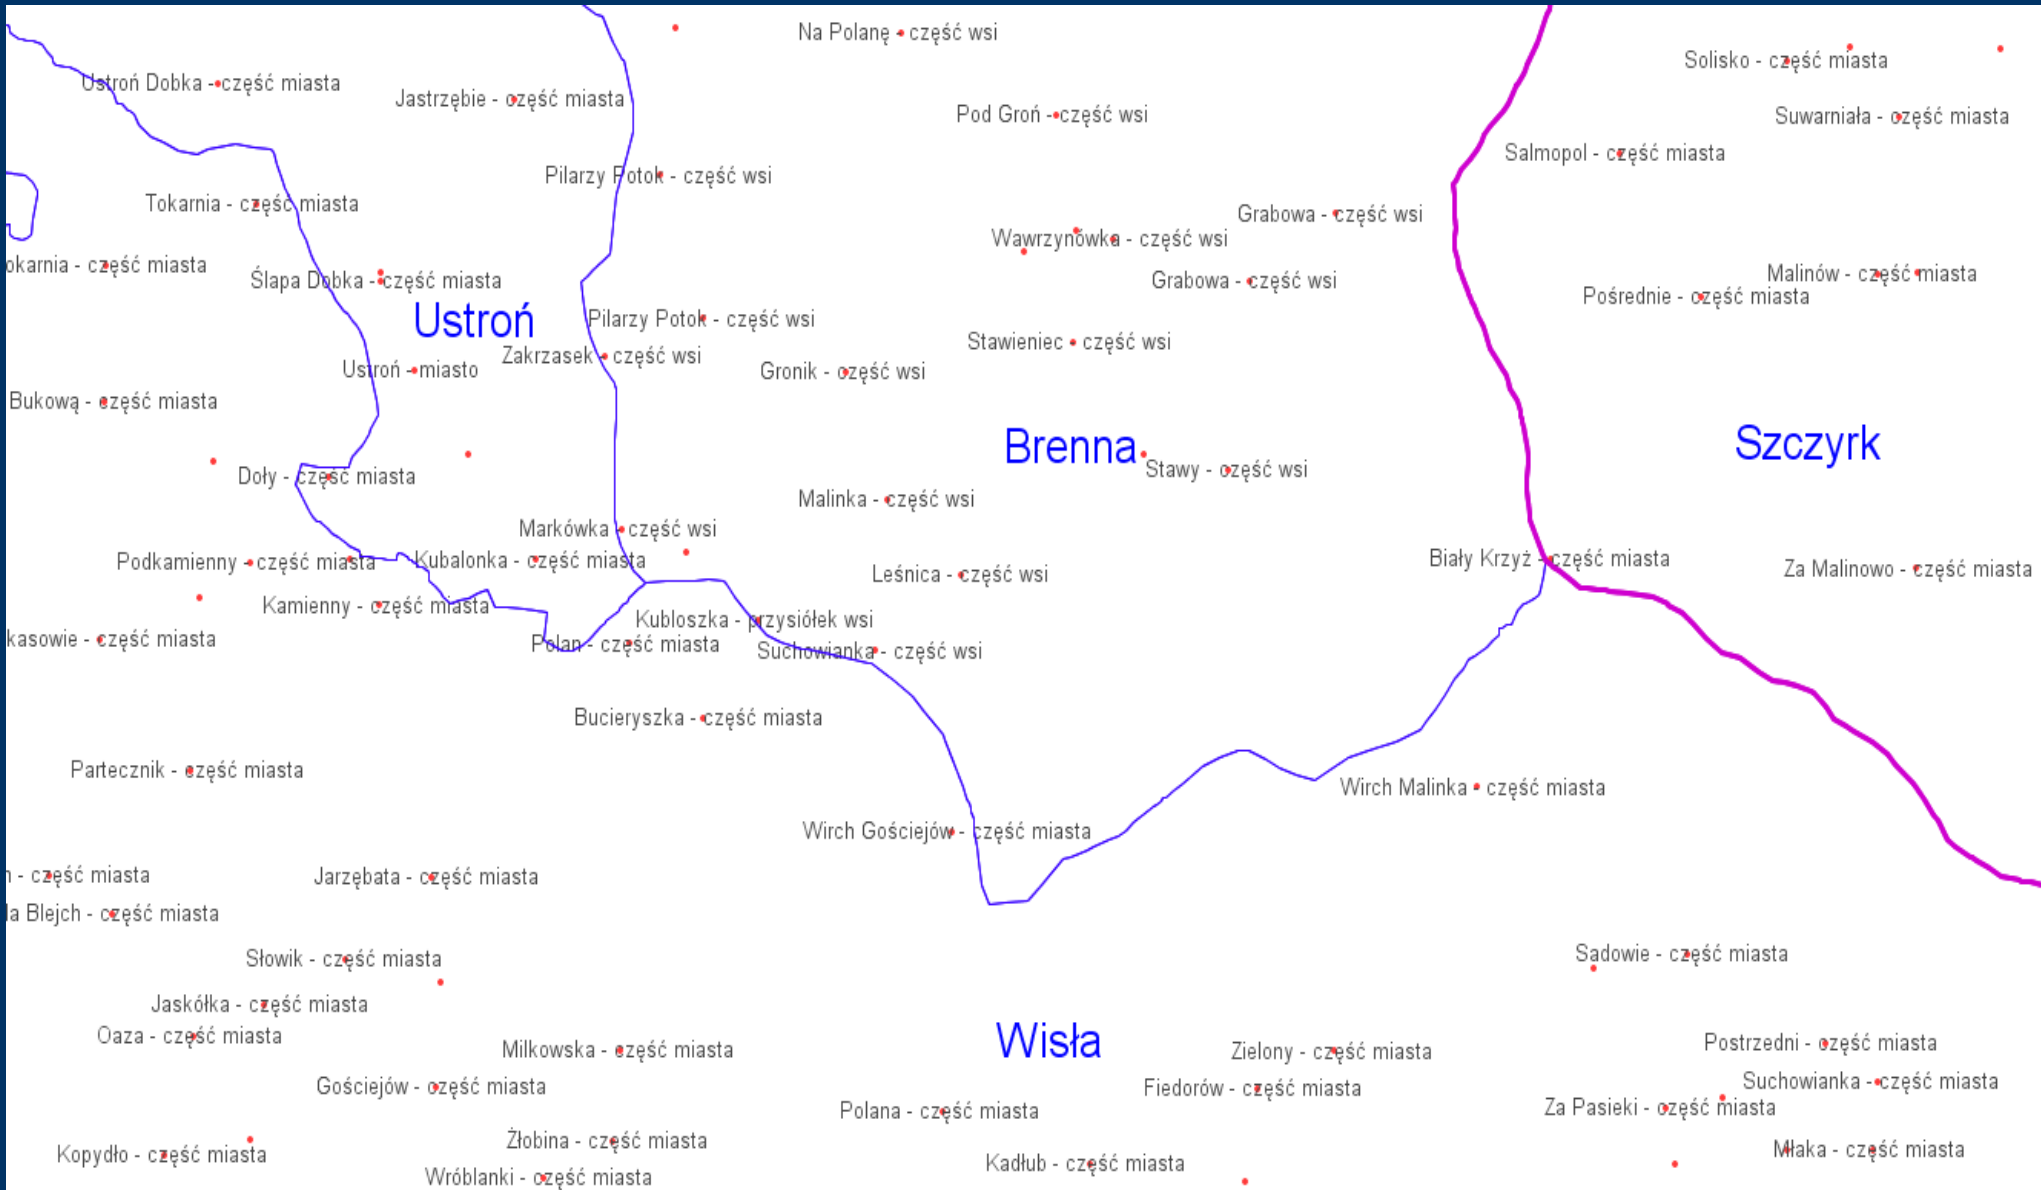 Na Polanę - część wsi
Solisko - część miasta
Ustroń Dobka - część miasta
Jastrzębie - część miasta
Pod Groń - część wsi
Suwarniała - część miasta
Salmopol - część miasta
Pilarzy Potok - część wsi
Tokarnia - część miasta
Grabowa - część wsi
Wawrzynówka - część wsi
okarnia - część miasta
Ślapa Dobka - część miasta
Grabowa - część wsi
Malinów - część miasta
Pośrednie - część miasta
Ustroń
Pilarzy Potok - część wsi
Zakrzasek - część wsi
Stawieniec - część wsi
Ustroń - miasto
Gronik - część wsi
Bukową - część miasta
Brenna
Szczyrk
Stawy - część wsi
Doły - część miasta
Malinka - część wsi
Markówka - część wsi
Podkamienny - część miasta
Kubalonka - część miasta
Biały Krzyż - część miasta
Leśnica - część wsi
Za Malinowo - część miasta
Kamienny - część miasta
Kubloszka - przysiółek wsi
kasowie - część miasta
Polan - część miasta
Suchowianka - część wsi
Bucieryszka - część miasta
Partecznik - część miasta
Wirch Malinka - część miasta
Wirch Gościejów - część miasta
n - część miasta
Jarzębata - część miasta
la Blejch - część miasta
Słowik - część miasta
Sadowie - część miasta
Jaskółka - część miasta
Oaza - część miasta
Wisła
Milkowska - część miasta
Zielony - część miasta
Postrzedni - część miasta
Gościejów - część miasta
Fiedorów - część miasta
Suchowianka - część miasta
Polana - część miasta
Za Pasieki - część miasta
Żłobina - część miasta
Kopydło - część miasta
Kadłub - część miasta
Młaka - część miasta
Wróblanki - część miasta